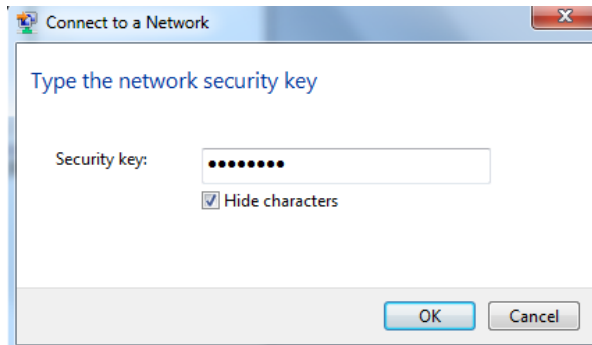 Connect to a Network
Type the network security key
Security key: ••••••••
Hide characters
OK Cancel